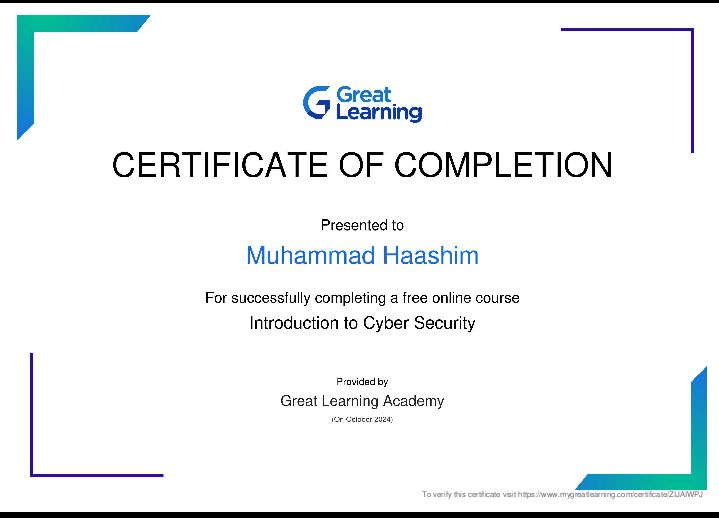 Great
Learning
CERTIFICATE OF COMPLETION
Presented to
Muhammad Haashim
For successfully completing a free online course
Introduction to Cyber Security
Provided by
Great Learning Academy
(On October 2024)
To verify this certificate visit https://www.mygreatlearning.com/certificate/